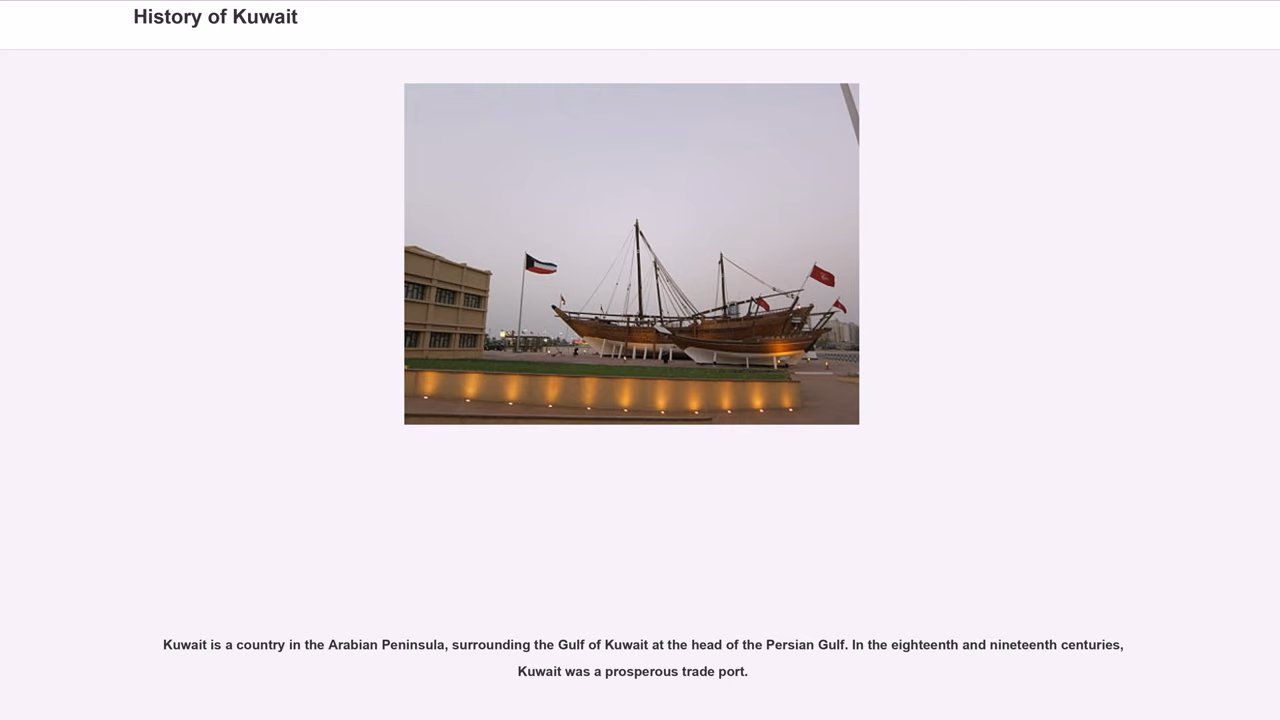 History of Kuwait
Kuwait is a country in the Arabian Peninsula, surrounding the Gulf of Kuwait at the head of the Persian Gulf. In the eighteenth and nineteenth centuries,
Kuwait was a prosperous trade port.